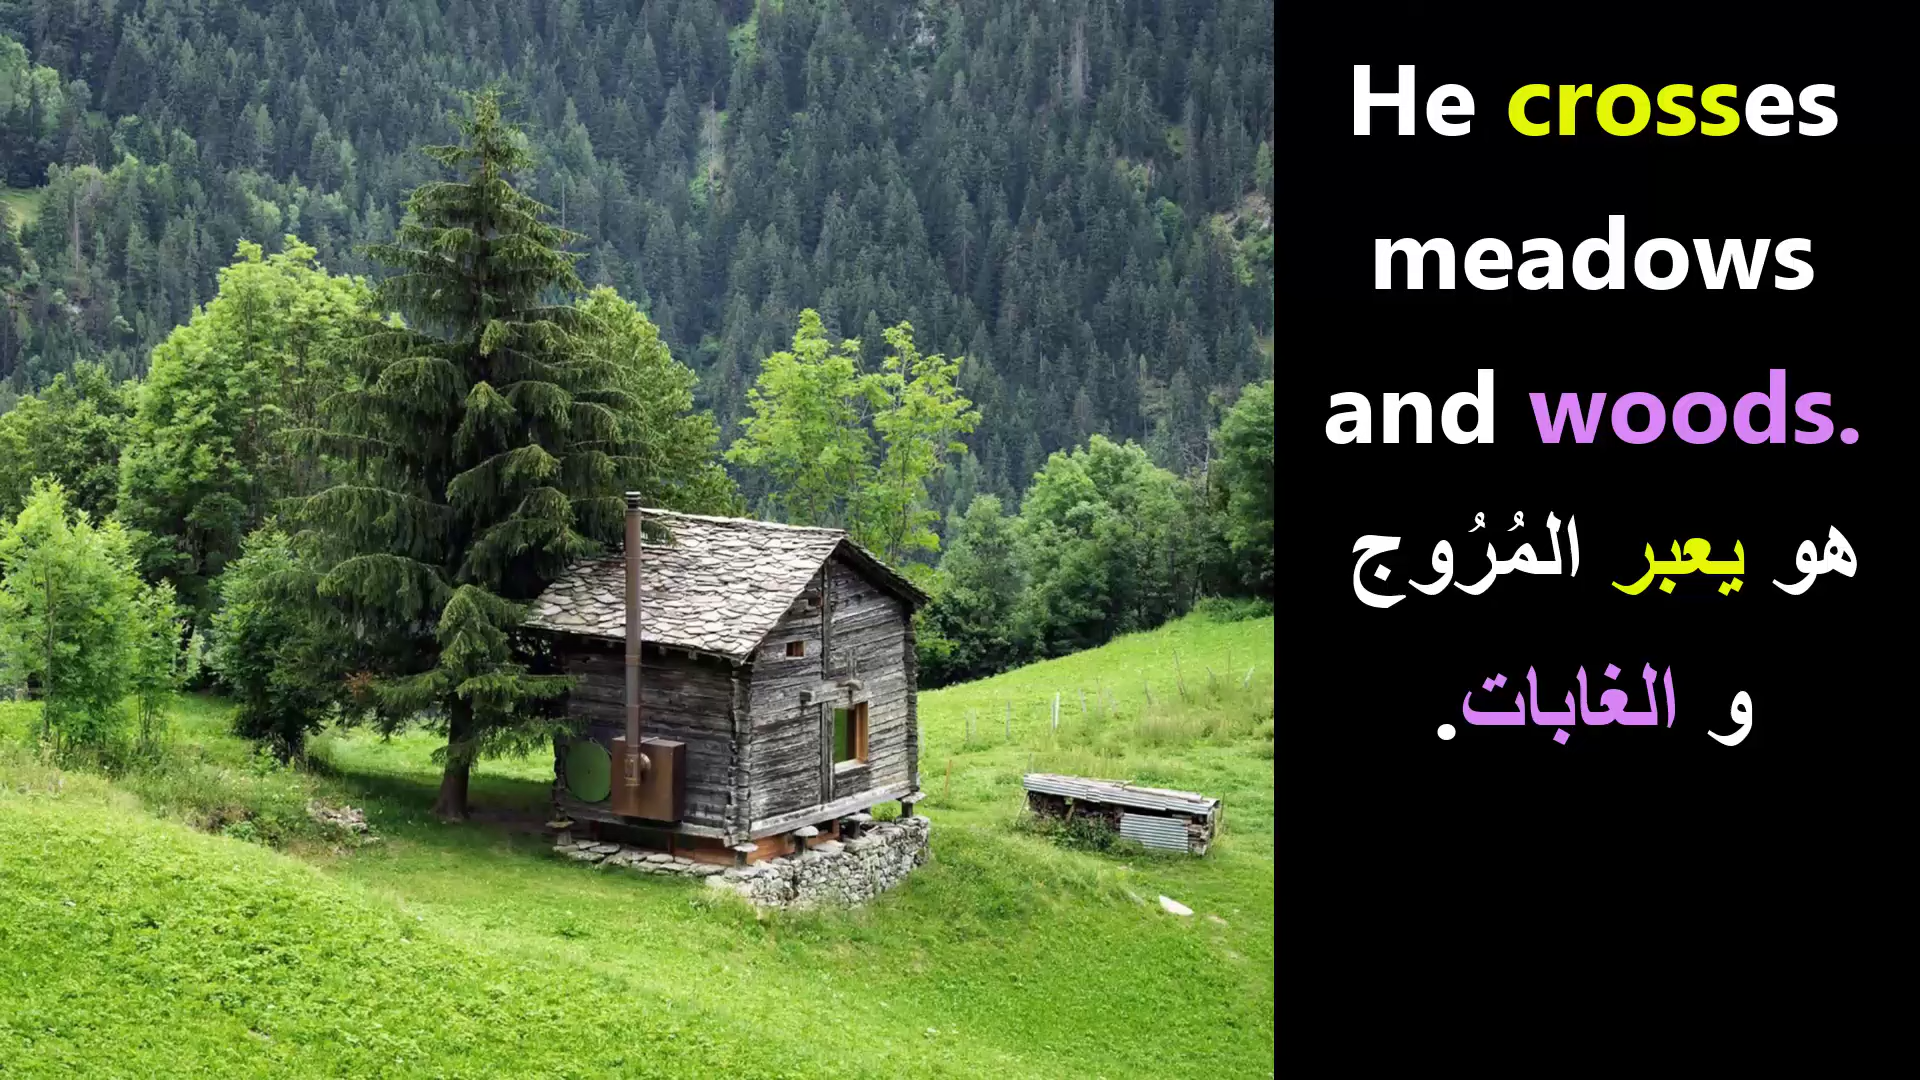 He crosses
meadows
and woods.
هو يعبر المُرُوج
و الغابات.